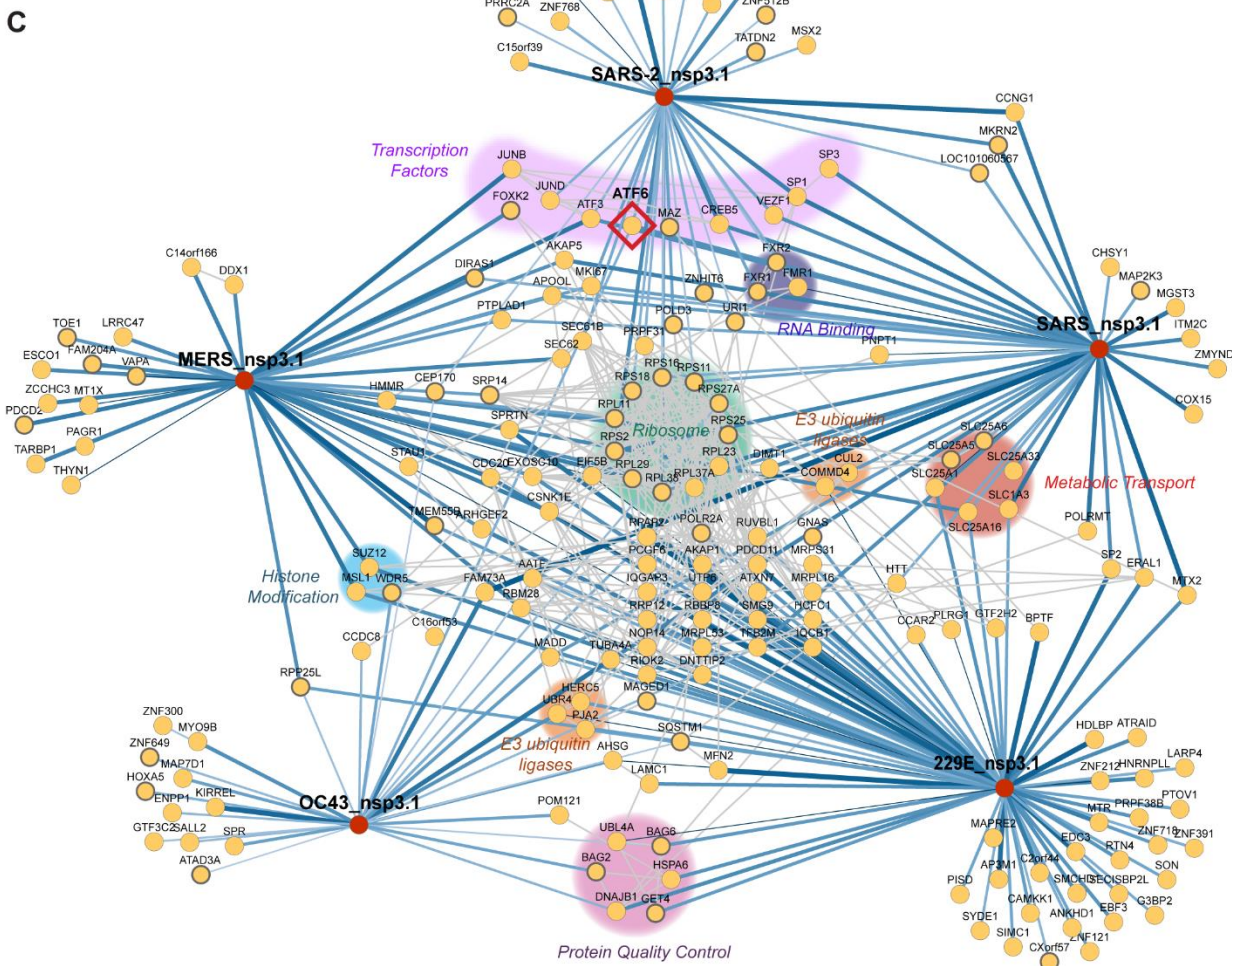 C
PRRC2A
ZNF768
ZNF512B
C15orf39
TATDN2
MSX2
SARS-2_nsp3.1
CCNG1
MKRN2
LOC101060567
Transcription
Factors
JUNB
SP3
JUND
ATF6
SP1
FOXK2
ATF3
MAZ
CREB5
VEZF1
C14orf166
DDX1
DIRAS1
AKAP5
MKI67
APOOL
ZNHIT6
FXR2
FXR1
FMR1
CHSY1
MAP2K3
MGST3
PTPLAD1
POLD3
URI1
RNA Binding
SARS_nsp3.1
ITM2C
TOE1
LRRC47
SEC61B
PRPF31
PNPT1
ZMYND
ESCO1
FAM204A
VAPA
MERS_nsp3.1
SEC62
RPS16
RPS11
ZCCHC3
MT1X
HMMR
CEP170
SRP14
RPS18
RPS27A
COX15
PDCD2
RPL11
RPS25
E3 ubiquitin
ligases
SLC25A6
PAGR1
SPRTN
Ribosome
RPS2
SLC25A5
TARBP1
STAU1
RPL23
DIMT1
CUL2
SLC25A33
THYN1
CDC20
EXOSC10
EIF5B
RPL29
RPL37A
COMMD4
SLC25A1
RPL35
SLC1A3
Metabolic Transport
CSNK1E
SLC25A16
TMEM55B
ARHGEF2
RPAP2
POLR2A
RUVBL1
GNAS
POLRMT
SUZ12
AATF
PCGF6
AKAP1
PDCD11
MRPS31
SP2
ERAL1
Histone
Modification
MSL1
WDR5
FAM73A
IQGAP3
UTP6
ATXN7
MRPL16
HTT
MTX2
RBM28
RRP12
RBBP8
SMG9
HCFC1
C16orf53
NOP14
MRPL53
TFB2M
IQCB1
CCAR2
PLRG1
GTF2H2
BPTF
CCDC8
MADD
TUBA4A
RIOK2
DNTTIP2
RPP25L
MAGED1
HERC5
UBR4
PJA2
ZNF300
MYO9B
E3 ubiquitin
ligases
SQSTM1
HDLBP
ATRAID
ZNF649
AHSG
MFN2
229E_nsp3.1
LARP4
MAP7D1
LAMC1
ZNF212
HNRNPLL
HOXA5
KIRREL
OC43_nsp3.1
ENPP1
POM121
MTR
PRPF38B
PTOV1
GTF3C2
SALL2
SPR
UBL4A
BAG6
MAPRE2
EDC3
ZNF718
ZNF391
ATAD3A
BAG2
HSPA6
AP3M1
C2orf44
RTN4
SON
PISD
SECISBP2L
DNAJB1
GET4
CAMKK1
EBF3
G3BP2
SYDE1
ANKHD1
SIMC1
ZNF121
CXorf57
Protein Quality Control